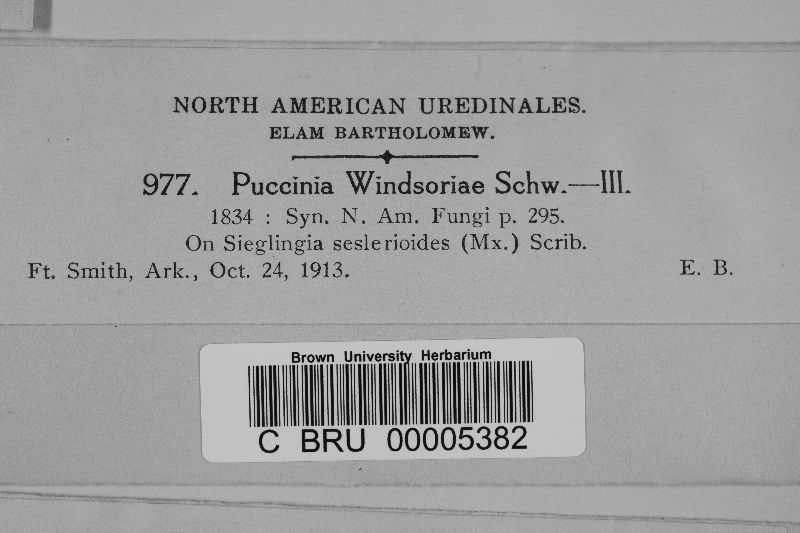 NORTH AMERICAN UREDINALES.
ELAM BARTHOLOMEW.
977. Puccinia Windsoriae Schw.—III.
1834 : Syn. N. Am. Fungi p. 295.
On Sieglingia seslerioides (Mx.) Scrib.
Ft. Smith, Ark., Oct. 24, 1913. E. B.
Brown University Herbarium
C BRU 00005382